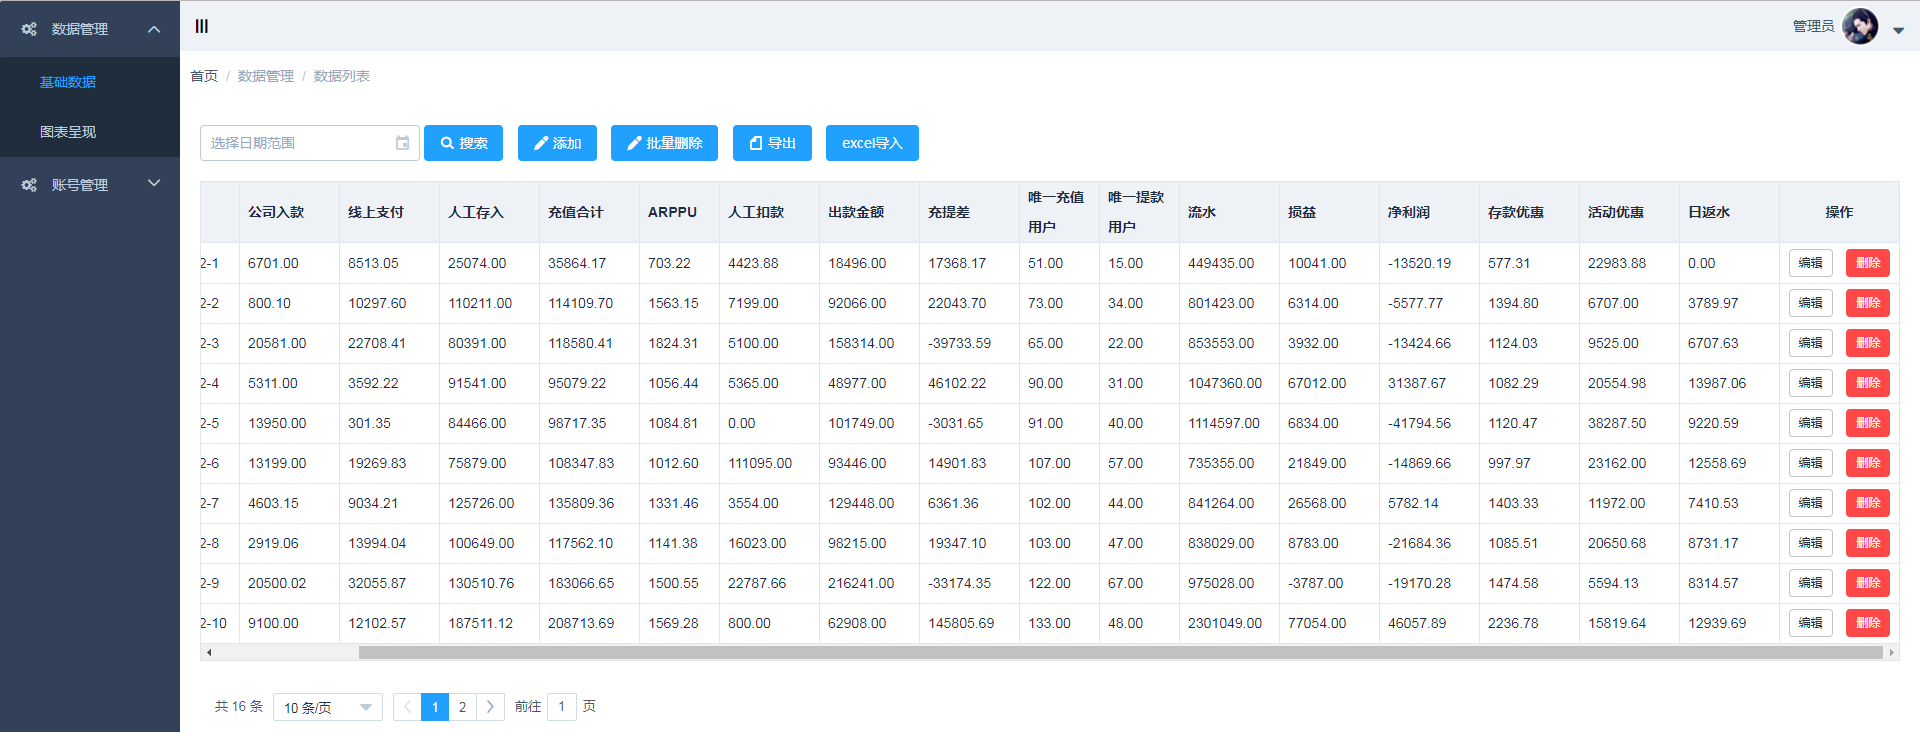 数据管理
基础数据
图表呈现
账号管理
管理员
首页 / 数据管理 / 数据列表
选择日期范围 搜索 添加 批量删除 导出 excel导入
公司入款 线上支付 人工存入 充值合计 ARPPU 人工扣款 出款金额 充提差 唯一充值用户 唯一提款用户 流水 损益 净利润 存款优惠 活动优惠 日返水 操作
2-1 6701.00 8513.05 25074.00 35864.17 703.22 4423.88 18496.00 17368.17 51.00 15.00 449435.00 10041.00 -13520.19 577.31 22983.88 0.00 编辑 删除
2-2 800.10 10297.60 110211.00 114109.70 1563.15 7199.00 92066.00 22043.70 73.00 34.00 801423.00 6314.00 -5577.77 1394.80 6707.00 3789.97 编辑 删除
2-3 20581.00 22708.41 80391.00 118580.41 1824.31 5100.00 158314.00 -39733.59 65.00 22.00 853553.00 3932.00 -13424.66 1124.03 9525.00 6707.63 编辑 删除
2-4 5311.00 3592.22 91541.00 95079.22 1056.44 5365.00 48977.00 46102.22 90.00 31.00 1047360.00 67012.00 31387.67 1082.29 20554.98 13987.06 编辑 删除
2-5 13950.00 301.35 84466.00 98717.35 1084.81 0.00 101749.00 -3031.65 91.00 40.00 1114597.00 6834.00 -41794.56 1120.47 38287.50 9220.59 编辑 删除
2-6 13199.00 19269.83 75879.00 108347.83 1012.60 111095.00 93446.00 14901.83 107.00 57.00 735355.00 21849.00 -14869.66 997.97 23162.00 12558.69 编辑 删除
2-7 4603.15 9034.21 125726.00 135809.36 1331.46 3554.00 129448.00 6361.36 102.00 44.00 841264.00 26568.00 5782.14 1403.33 11972.00 7410.53 编辑 删除
2-8 2919.06 13994.04 100649.00 117562.10 1141.38 16023.00 98215.00 19347.10 103.00 47.00 838029.00 8783.00 -21684.36 1085.51 20650.68 8731.17 编辑 删除
2-9 20500.02 32055.87 130510.76 183066.65 1500.55 22787.66 216241.00 -33174.35 122.00 67.00 975028.00 -3787.00 -19170.28 1474.58 5594.13 8314.57 编辑 删除
2-10 9100.00 12102.57 187511.12 208713.69 1569.28 800.00 62908.00 145805.69 133.00 48.00 2301049.00 77054.00 46057.89 2236.78 15819.64 12939.69 编辑 删除
共 16 条 10 条/页 1 2 前往 1 页